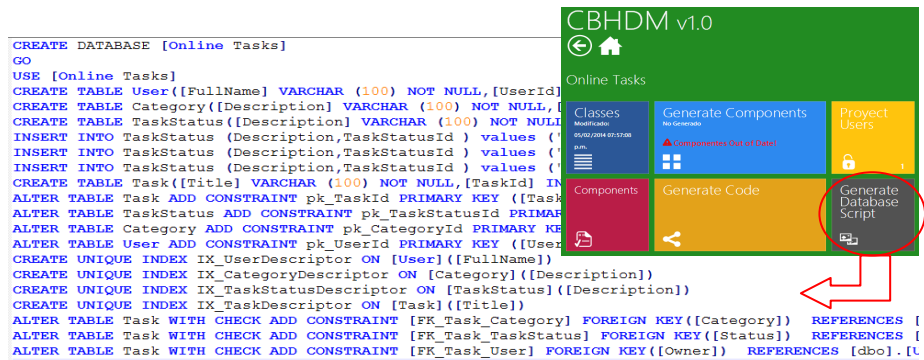 CREATE DATABASE [Online Tasks]
GO
USE [Online Tasks]
CREATE TABLE User([FullName] VARCHAR (100) NOT NULL,[UserId]
CREATE TABLE Category([Description] VARCHAR (100) NOT NULL,[
CREATE TABLE TaskStatus([Description] VARCHAR (100) NOT NULL
INSERT INTO TaskStatus (Description,TaskStatusId ) values ('
INSERT INTO TaskStatus (Description,TaskStatusId ) values ('
INSERT INTO TaskStatus (Description,TaskStatusId ) values ('
CREATE TABLE Task([Title] VARCHAR (100) NOT NULL,[TaskId] IN
ALTER TABLE Task ADD CONSTRAINT pk_TaskId PRIMARY KEY ([Task
ALTER TABLE TaskStatus ADD CONSTRAINT pk_TaskStatusId PRIMAR
ALTER TABLE Category ADD CONSTRAINT pk_CategoryId PRIMARY KE
ALTER TABLE User ADD CONSTRAINT pk_UserId PRIMARY KEY ([User
CREATE UNIQUE INDEX IX_UserDescriptor ON [User]([FullName])
CREATE UNIQUE INDEX IX_CategoryDescriptor ON [Category]([Description])
CREATE UNIQUE INDEX IX_TaskStatusDescriptor ON [TaskStatus]([Description])
CREATE UNIQUE INDEX IX_TaskDescriptor ON [Task]([Title])
ALTER TABLE Task WITH CHECK ADD CONSTRAINT [FK_Task_Category] FOREIGN KEY([Category]) REFERENCES [
ALTER TABLE Task WITH CHECK ADD CONSTRAINT [FK_Task_TaskStatus] FOREIGN KEY([Status]) REFERENCES [
ALTER TABLE Task WITH CHECK ADD CONSTRAINT [FK_Task_User] FOREIGN KEY([Owner]) REFERENCES [dbo].[
CBHDM v1.0
Online Tasks
Classes
Modificado:
05/02/2014 07:57:00
p.m.
Generate Components
No Generado
Componentes Out of Date!
Project
Users
1
Components
Generate Code
Generate
Database
Script